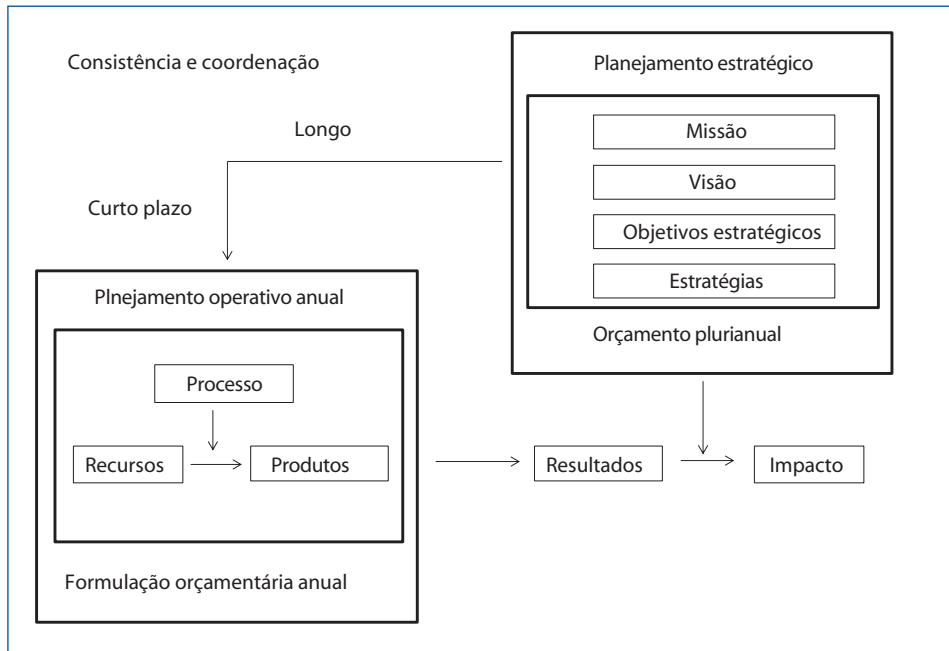 Consistência e coordenação
Planejamento estratégico
Missão
Visão
Objetivos estratégicos
Estratégias
Orçamento plurianual
Longo
Curto plazo
Plnejamento operativo anual
Processo
Recursos
Produtos
Formulação orçamentária anual
Resultados
Impacto